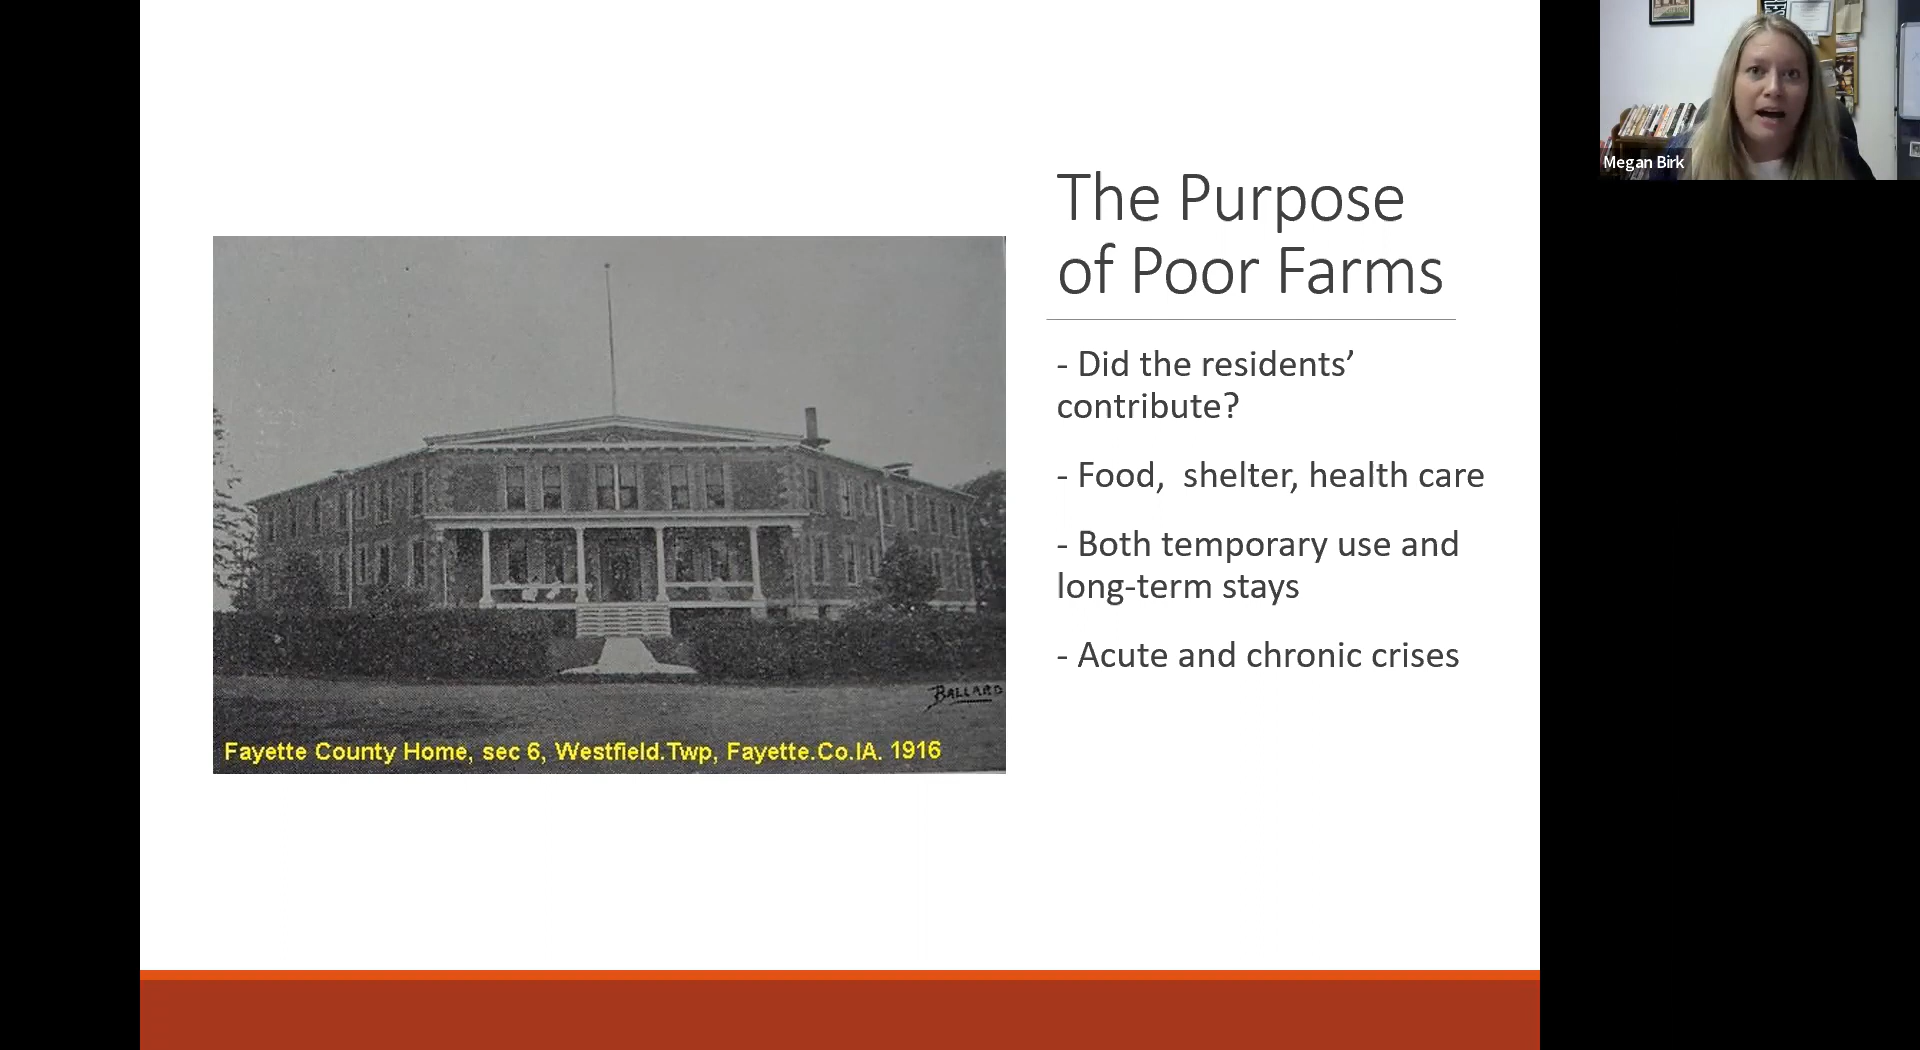 The Purpose
of Poor Farms
- Did the residents’
contribute?
- Food,  shelter, health care
- Both temporary use and
long-term stays
- Acute and chronic crises
BALLARD
Fayette County Home, sec 6, Westfield.Twp, Fayette.Co.IA. 1916
Megan Birk